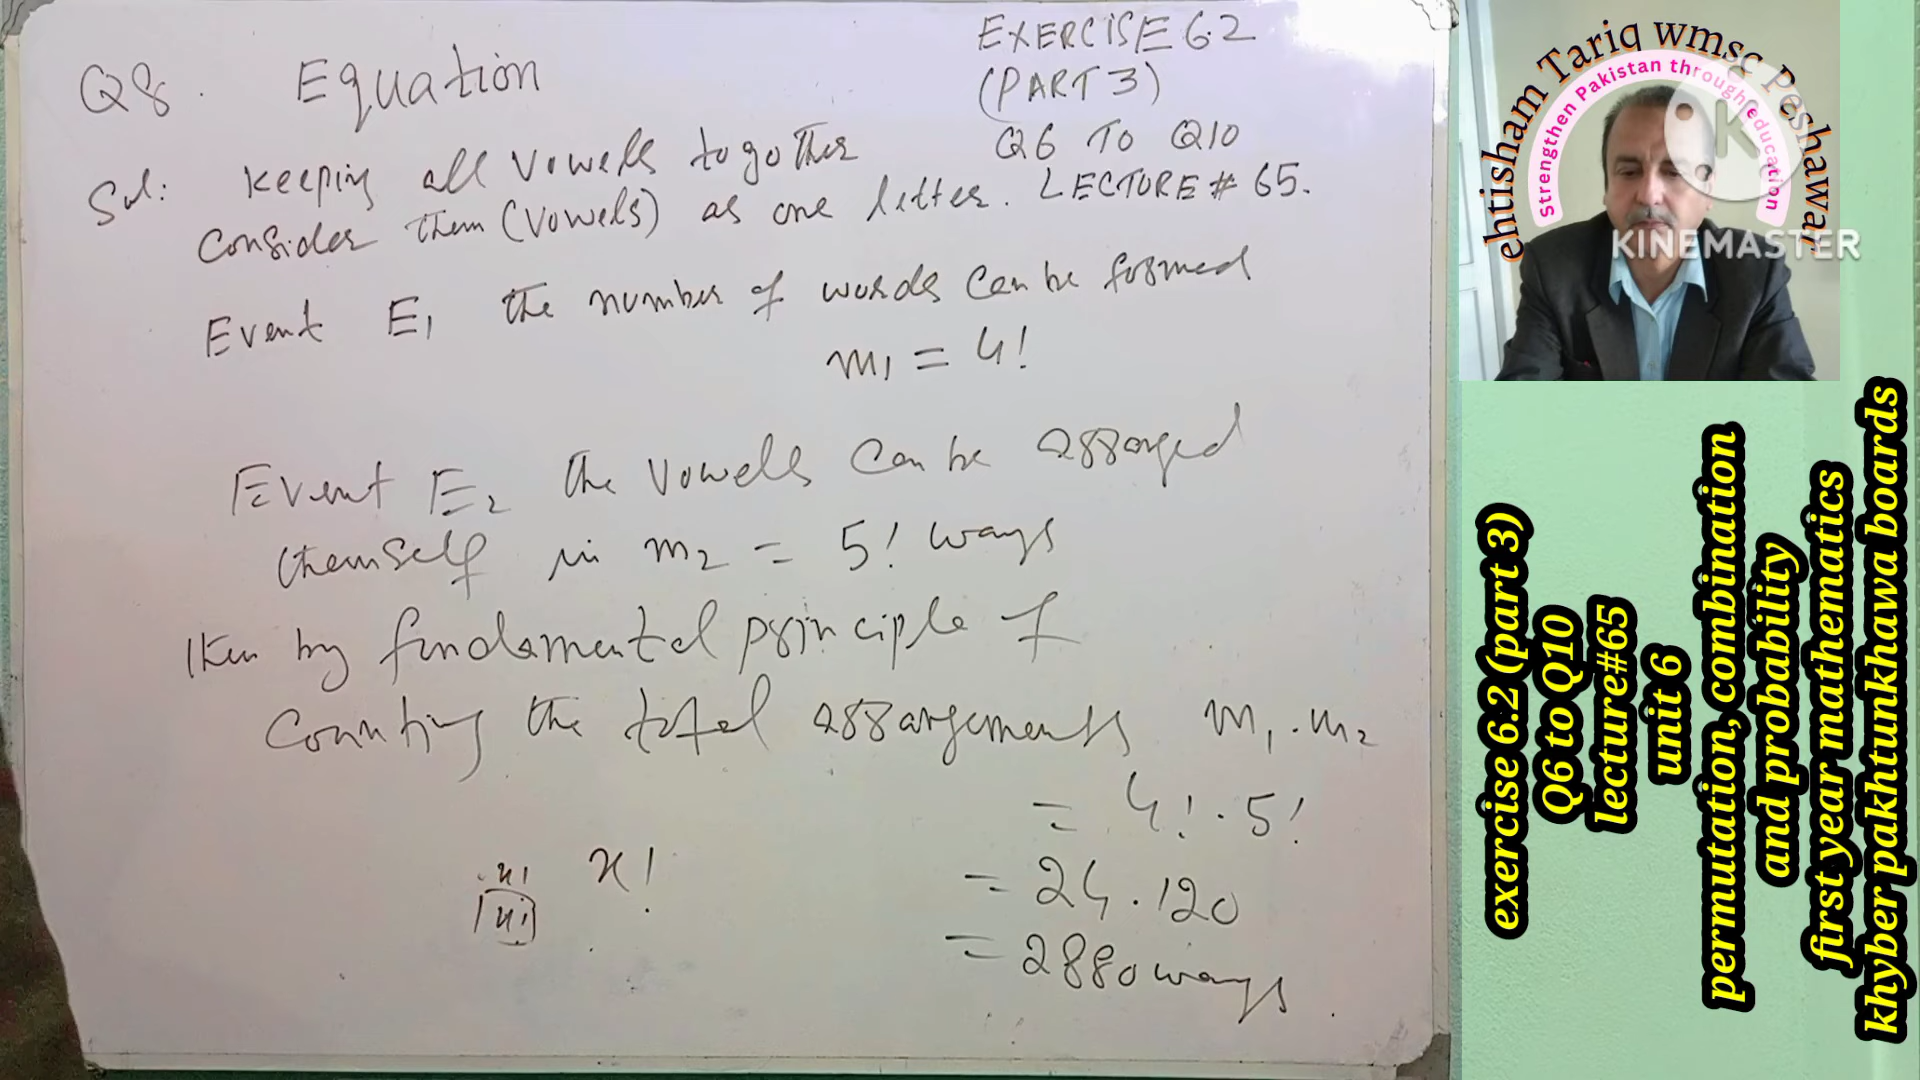 EXERCISE 6.2
(PART 3)
Q6 TO Q10
LECTURE # 65.
Q8. Equation
Sol: Keeping all vowels together
Consider them (vowels) as one letter.
Event E1 the number of words can be formed
m1 = 4!
Event E2 the vowels can be arranged
themself in m2 = 5! ways
then by fundamental principle of
Counting the total arrangements m1 . m2
= 4! . 5!
= 24 . 120
= 2880 ways
x!
ehtisham Tariq wmsc Peshawar
Strengthen Pakistan through education
K
KINEMASTER
exercise 6.2 (part 3)
Q6 to Q10
lecture#65
unit 6
permutation, combination
and probability
first year mathematics
khyber pakhtunkhawa boards